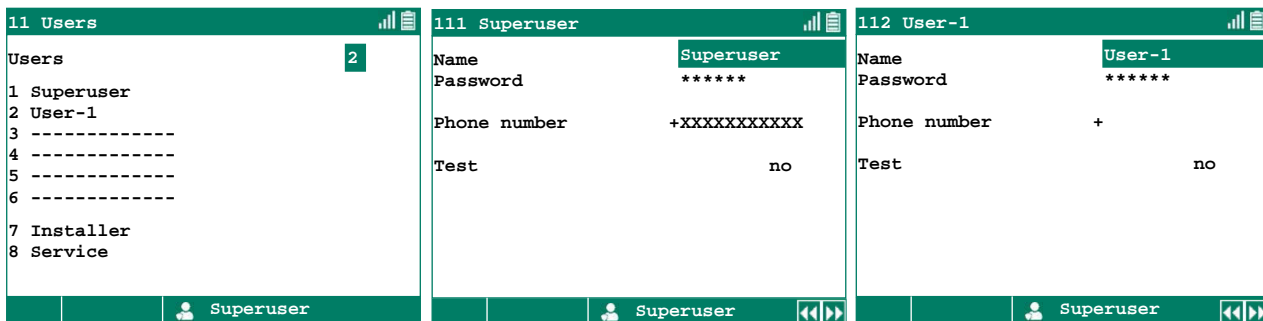 11 Users
Users 2
1 Superuser
2 User-1
3 -------------
4 -------------
5 -------------
6 -------------
7 Installer
8 Service
Superuser
111 Superuser
Name Superuser
Password ******
Phone number +XXXXXXXXXXX
Test no
Superuser
112 User-1
Name User-1
Password ******
Phone number +
Test no
Superuser